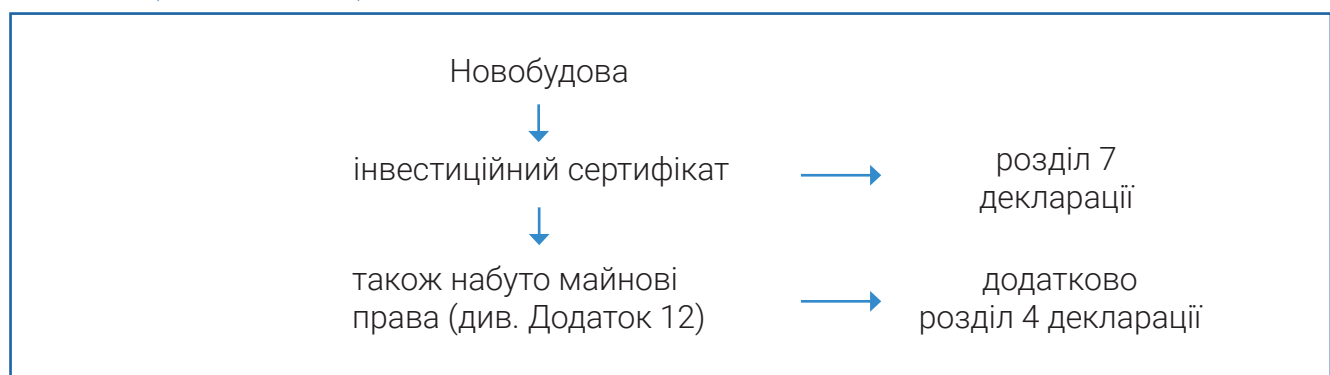 Новобудова
інвестиційний сертифікат
розділ 7
декларації
також набуто майнові
права (див. Додаток 12)
додатково
розділ 4 декларації